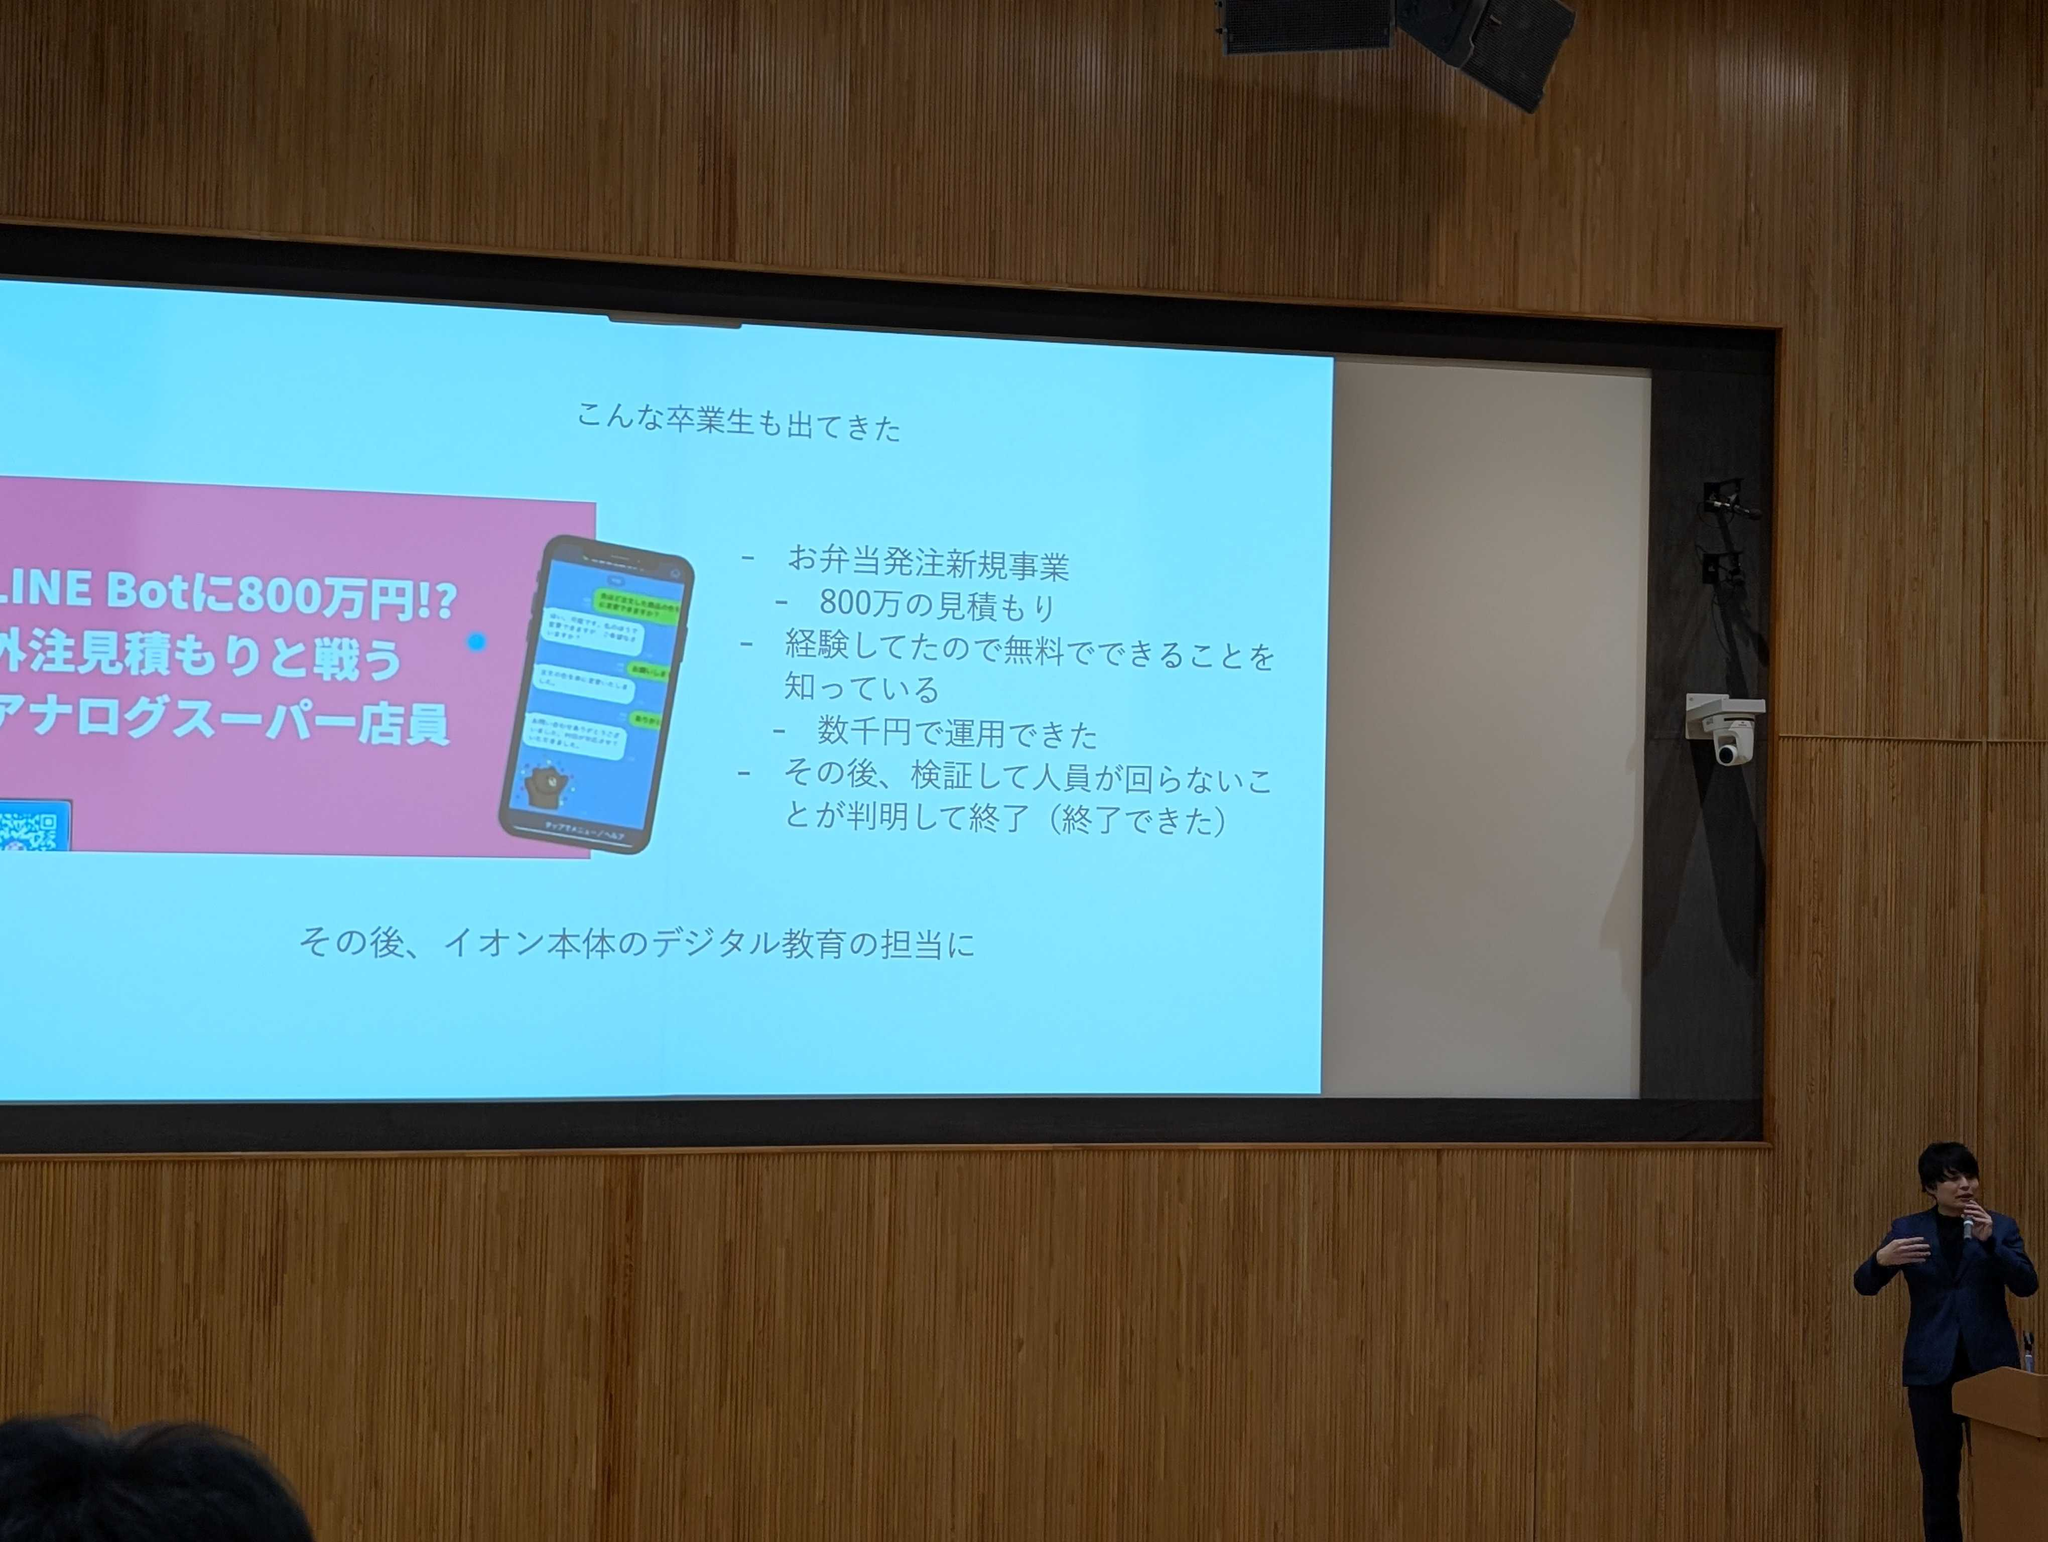 こんな卒業生も出てきた
LINE Botに800万円!?
外注見積もりと戦う
アナログスーパー店員
- お弁当発注新規事業
- 800万の見積もり
- 経験してたので無料でできることを
知っている
- 数千円で運用できた
- その後、検証して人員が回らないこ
とが判明して終了（終了できた）
その後、イオン本体のデジタル教育の担当に